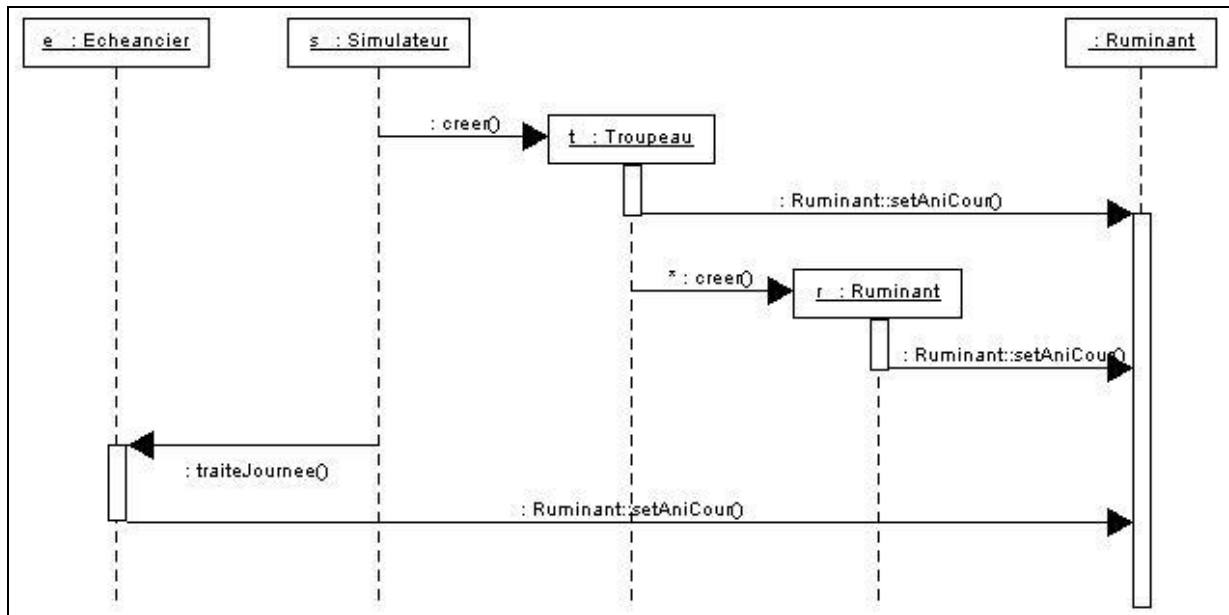 e : Echeancier
s : Simulateur
: Ruminant
: creer()
t : Troupeau
: Ruminant::setAniCour()
* : creer()
r : Ruminant
: Ruminant::setAniCour()
: traiteJournee()
: Ruminant::setAniCour()